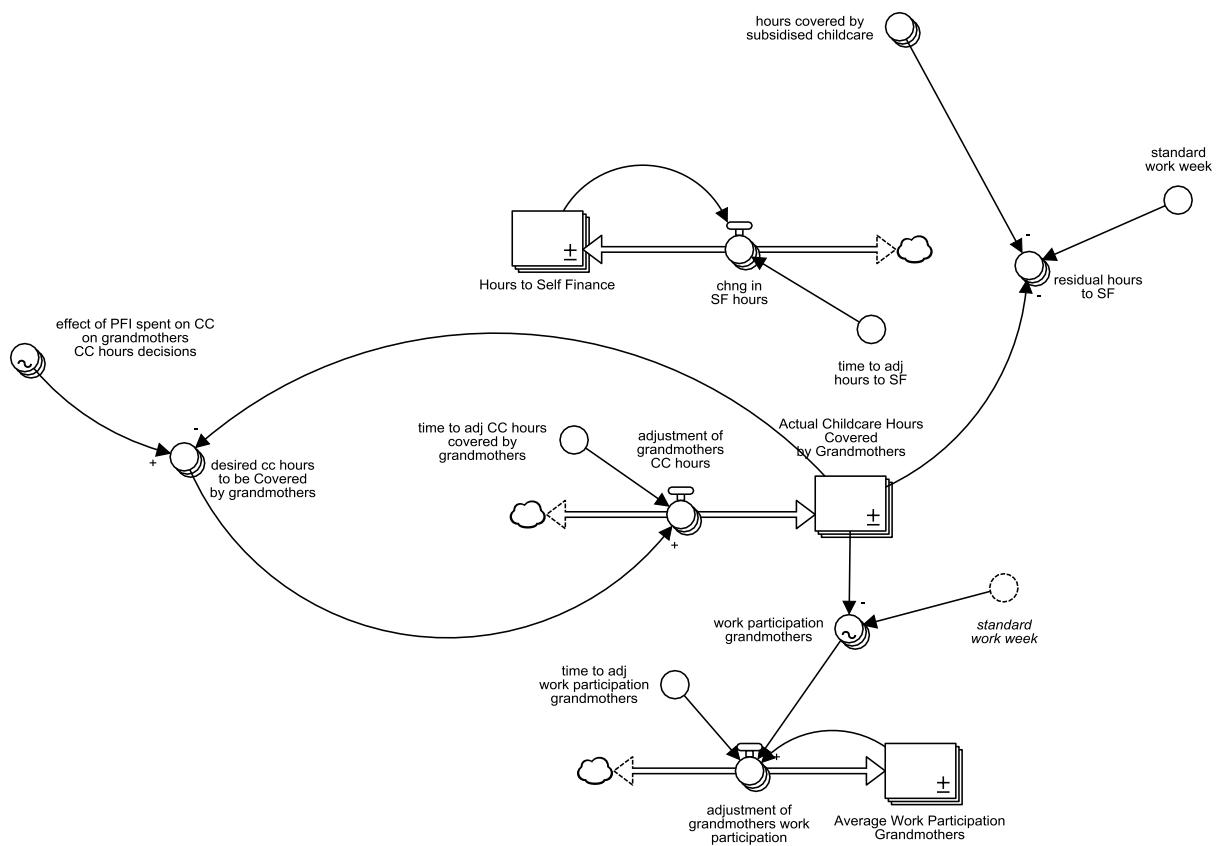 hours covered by
subsidised childcare
standard
work week
-
residual hours
to SF
-
Hours to Self Finance
chng in
SF hours
time to adj
hours to SF
effect of PFI spent on CC
on grandmothers
CC hours decisions
-
+
desired cc hours
to be Covered
by grandmothers
time to adj CC hours
covered by
grandmothers
adjustment of
grandmothers
CC hours
+
Actual Childcare Hours
Covered
by Grandmothers
-
work participation
grandmothers
standard
work week
time to adj
work participation
grandmothers
+
adjustment of
grandmothers work
participation
Average Work Participation
Grandmothers